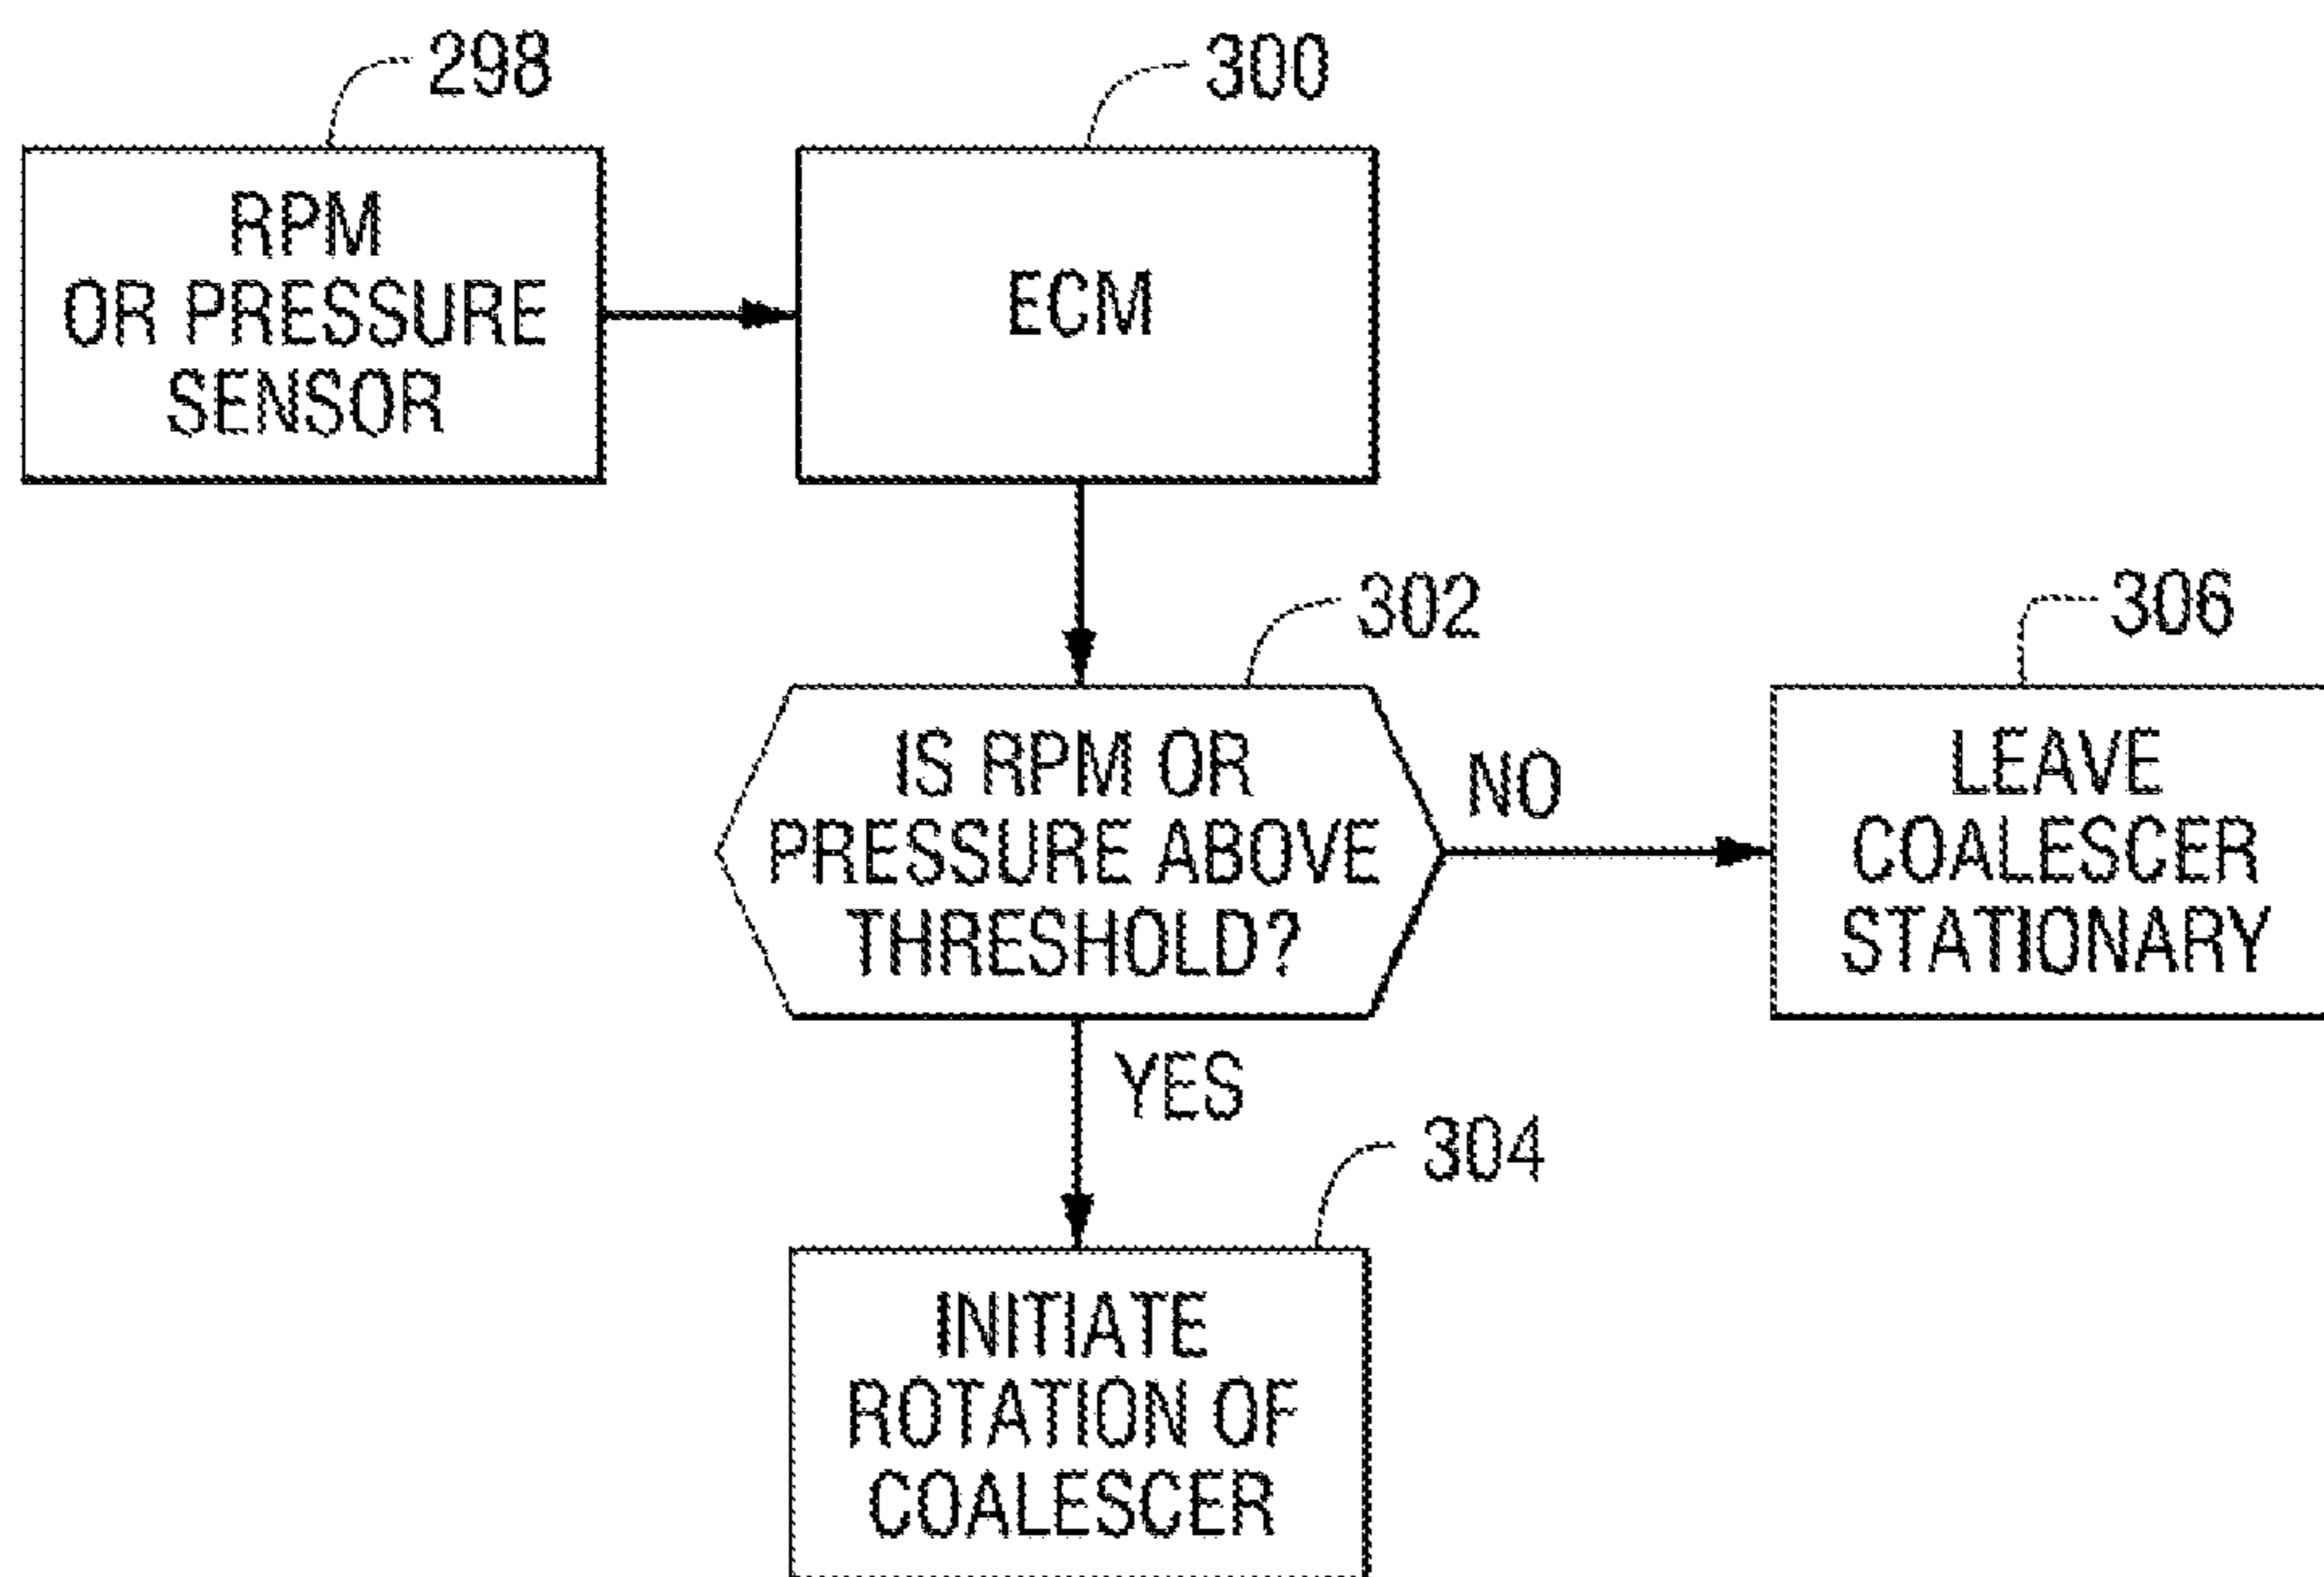 298
300
RPM
OR PRESSURE
SENSOR
ECM
302
306
IS RPM OR
PRESSURE ABOVE
THRESHOLD?
NO
LEAVE
COALESCER
STATIONARY
YES
304
INITIATE
ROTATION OF
COALESCER